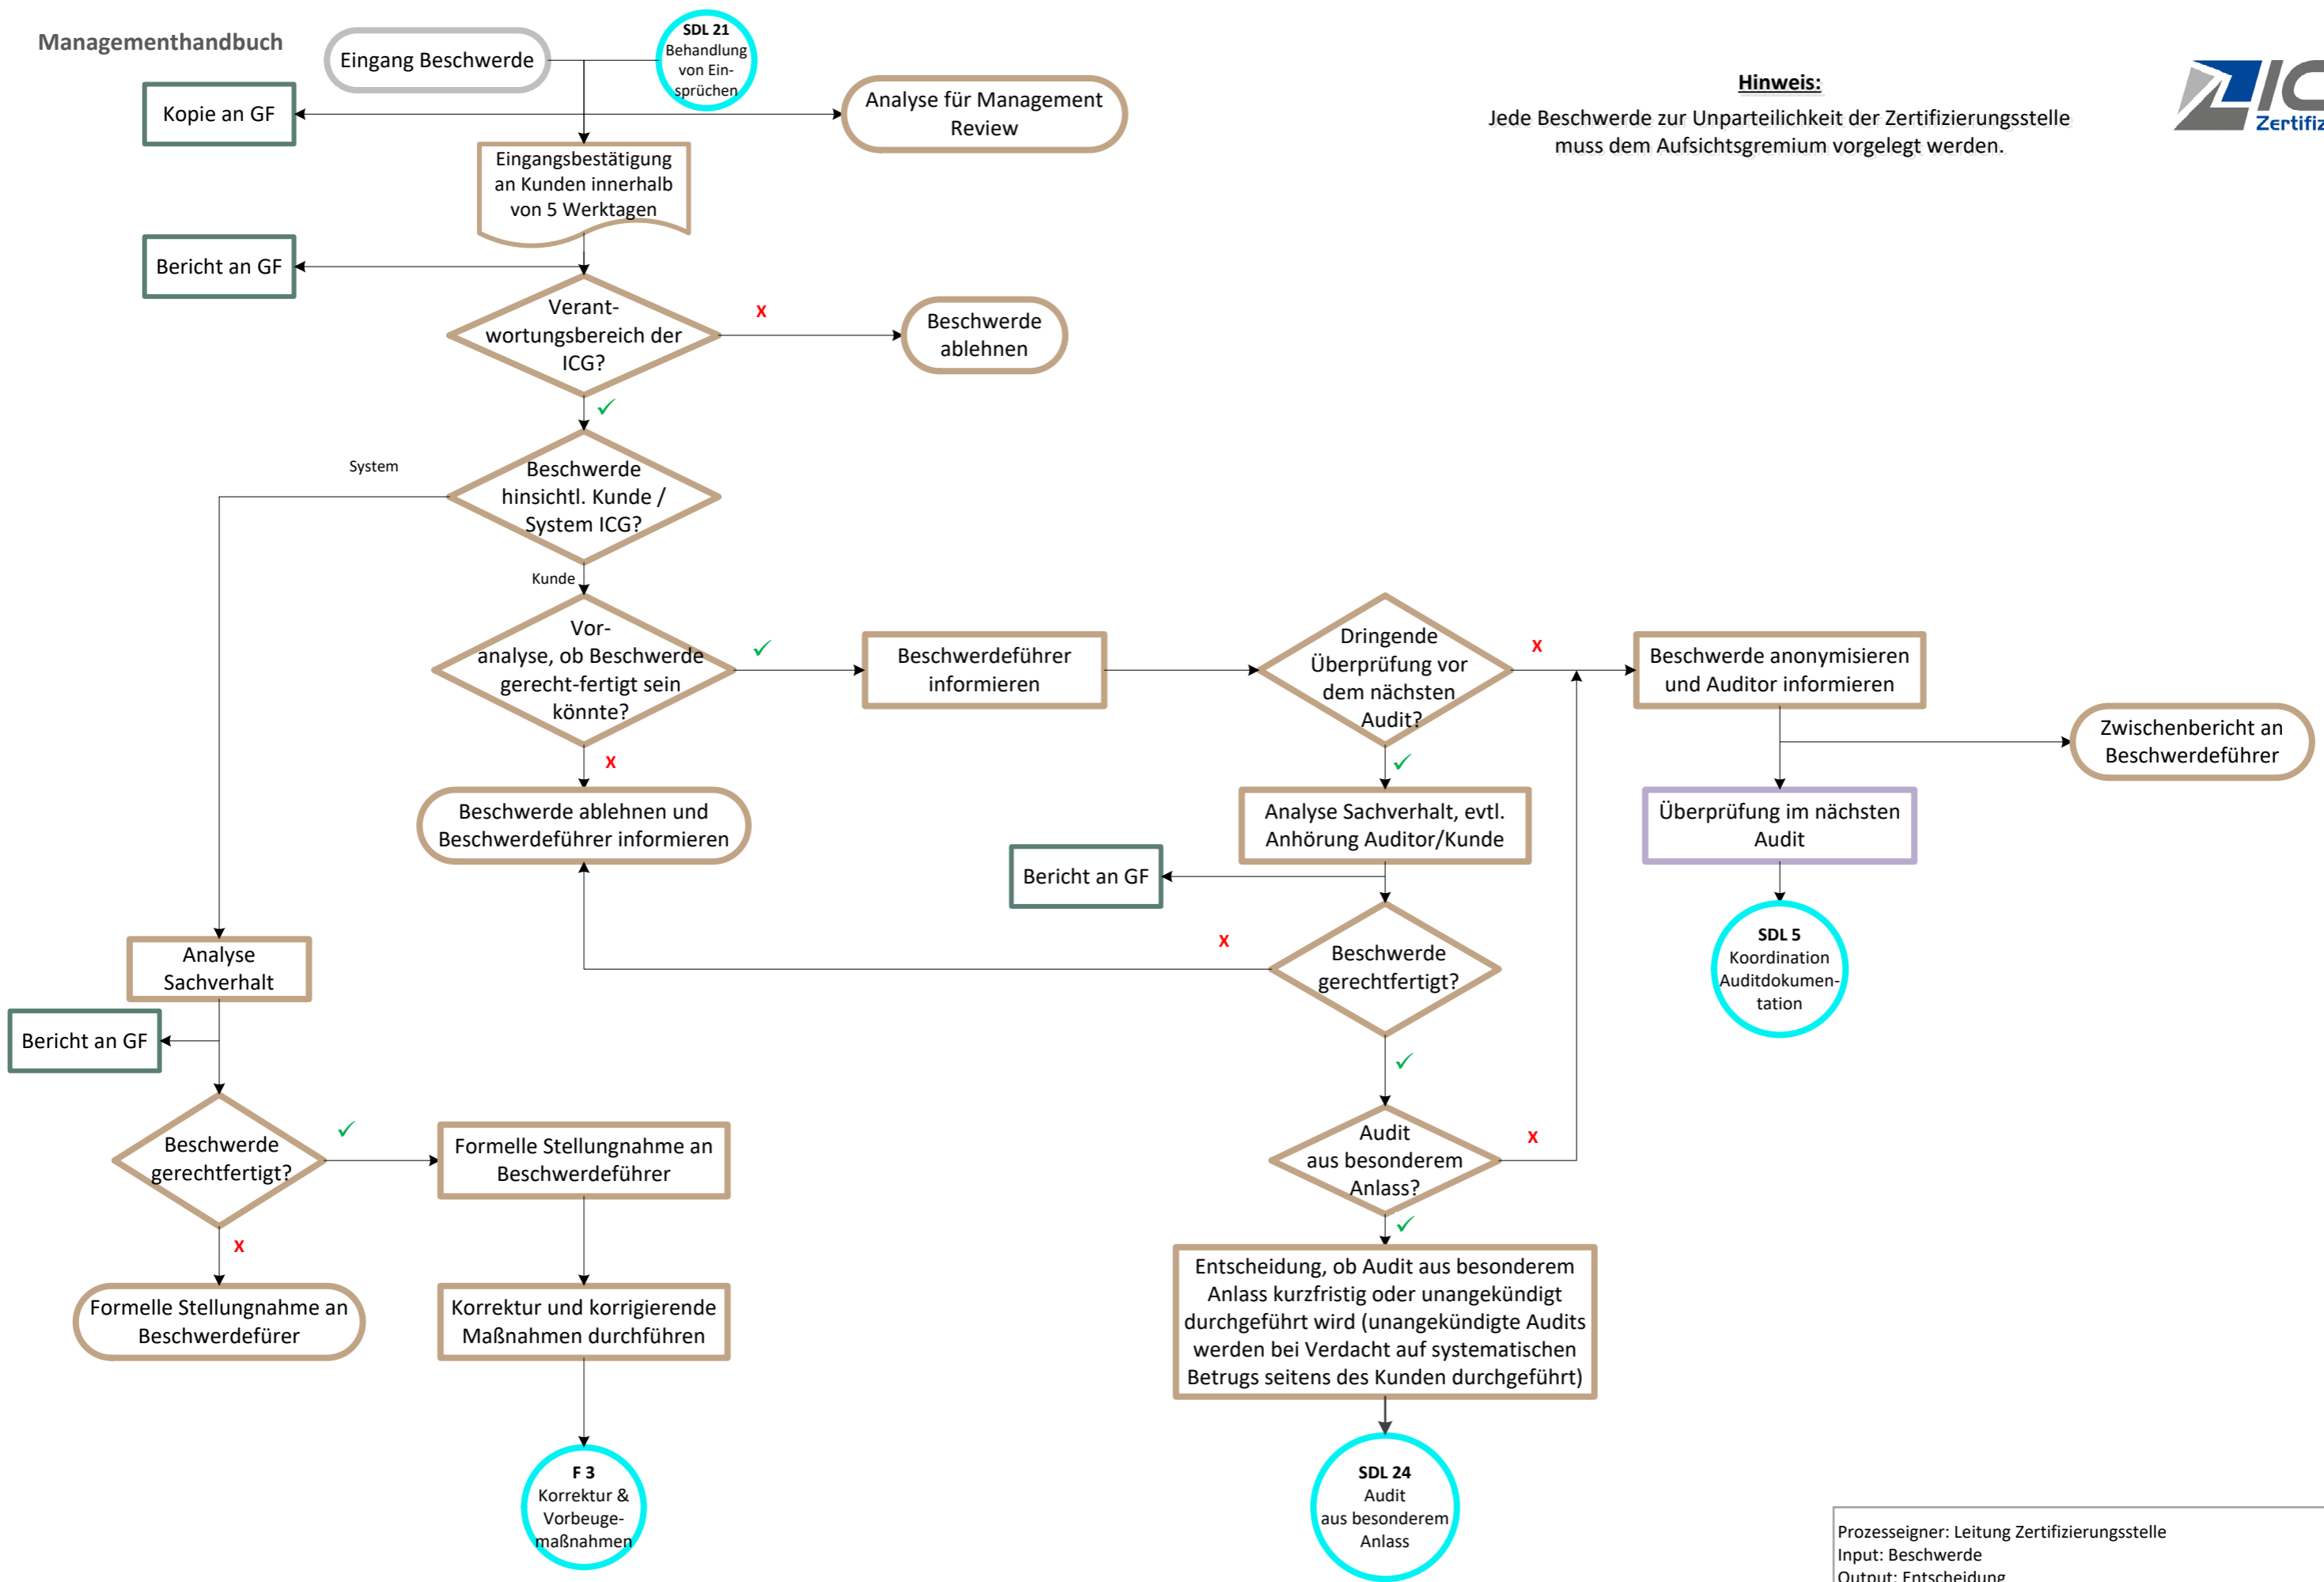 Managementhandbuch
Eingang Beschwerde
SDL 21
Behandlung
von Ein-
sprüchen
Kopie an GF
Analyse für Management
Review
Hinweis:
Jede Beschwerde zur Unparteilichkeit der Zertifizierungsstelle
muss dem Aufsichtsgremium vorgelegt werden.
Eingangsbestätigung
an Kunden innerhalb
von 5 Werktagen
Bericht an GF
Verant-
wortungsbereich der
ICG?
X
Beschwerde
ablehnen
✓
Beschwerde
hinsichtl. Kunde /
System ICG?
System
Kunde
Vor-
analyse, ob Beschwerde
gerecht-fertigt sein
könnte?
✓
Beschwerdeführer
informieren
Dringende
Überprüfung vor
dem nächsten
Audit?
X
Beschwerde anonymisieren
und Auditor informieren
Zwischenbericht an
Beschwerdeführer
X
✓
Beschwerde ablehnen und
Beschwerdeführer informieren
Analyse Sachverhalt, evtl.
Anhörung Auditor/Kunde
Überprüfung im nächsten
Audit
Bericht an GF
X
Beschwerde
gerechtfertigt?
SDL 5
Koordination
Auditdokumen-
tation
Analyse
Sachverhalt
Bericht an GF
✓
Beschwerde
gerechtfertigt?
✓
Formelle Stellungnahme an
Beschwerdeführer
Audit
aus besonderem
Anlass?
X
X
✓
Formelle Stellungnahme an
Beschwerdefürer
Korrektur und korrigierende
Maßnahmen durchführen
Entscheidung, ob Audit aus besonderem
Anlass kurzfristig oder unangekündigt
durchgeführt wird (unangekündigte Audits
werden bei Verdacht auf systematischen
Betrugs seitens des Kunden durchgeführt)
F 3
Korrektur &
Vorbeuge-
maßnahmen
SDL 24
Audit
aus besonderem
Anlass
Prozesseigner: Leitung Zertifizierungsstelle
Input: Beschwerde
Output: Entscheidung